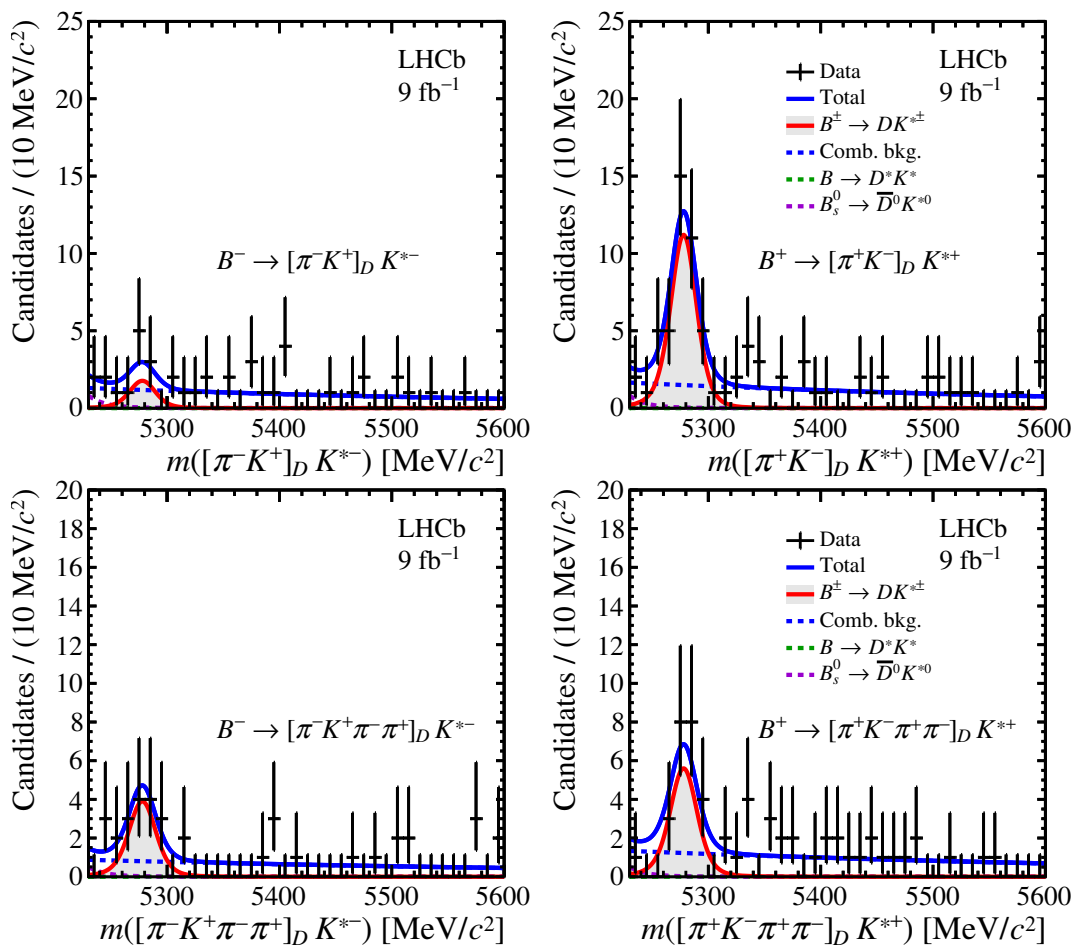 25
20
15
10
5
0
Candidates / (10 MeV/c²)
LHCb
9 fb⁻¹
B⁻ → [π⁻K⁺]_D K*⁻
5300 5400 5500 5600
m([π⁻K⁺]_D K*⁻) [MeV/c²]
25
20
15
10
5
0
Candidates / (10 MeV/c²)
LHCb
9 fb⁻¹
Data
Total
B± → DK*±
Comb. bkg.
B → D*K*
B⁰ₛ → D̅⁰K*⁰
B⁺ → [π⁺K⁻]_D K*⁺
5300 5400 5500 5600
m([π⁺K⁻]_D K*⁺) [MeV/c²]
20
18
16
14
12
10
8
6
4
2
0
Candidates / (10 MeV/c²)
LHCb
9 fb⁻¹
B⁻ → [π⁻K⁺π⁻π⁺]_D K*⁻
5300 5400 5500 5600
m([π⁻K⁺π⁻π⁺]_D K*⁻) [MeV/c²]
20
18
16
14
12
10
8
6
4
2
0
Candidates / (10 MeV/c²)
LHCb
9 fb⁻¹
Data
Total
B± → DK*±
Comb. bkg.
B → D*K*
B⁰ₛ → D̅⁰K*⁰
B⁺ → [π⁺K⁻π⁺π⁻]_D K*⁺
5300 5400 5500 5600
m([π⁺K⁻π⁺π⁻]_D K*⁺) [MeV/c²]